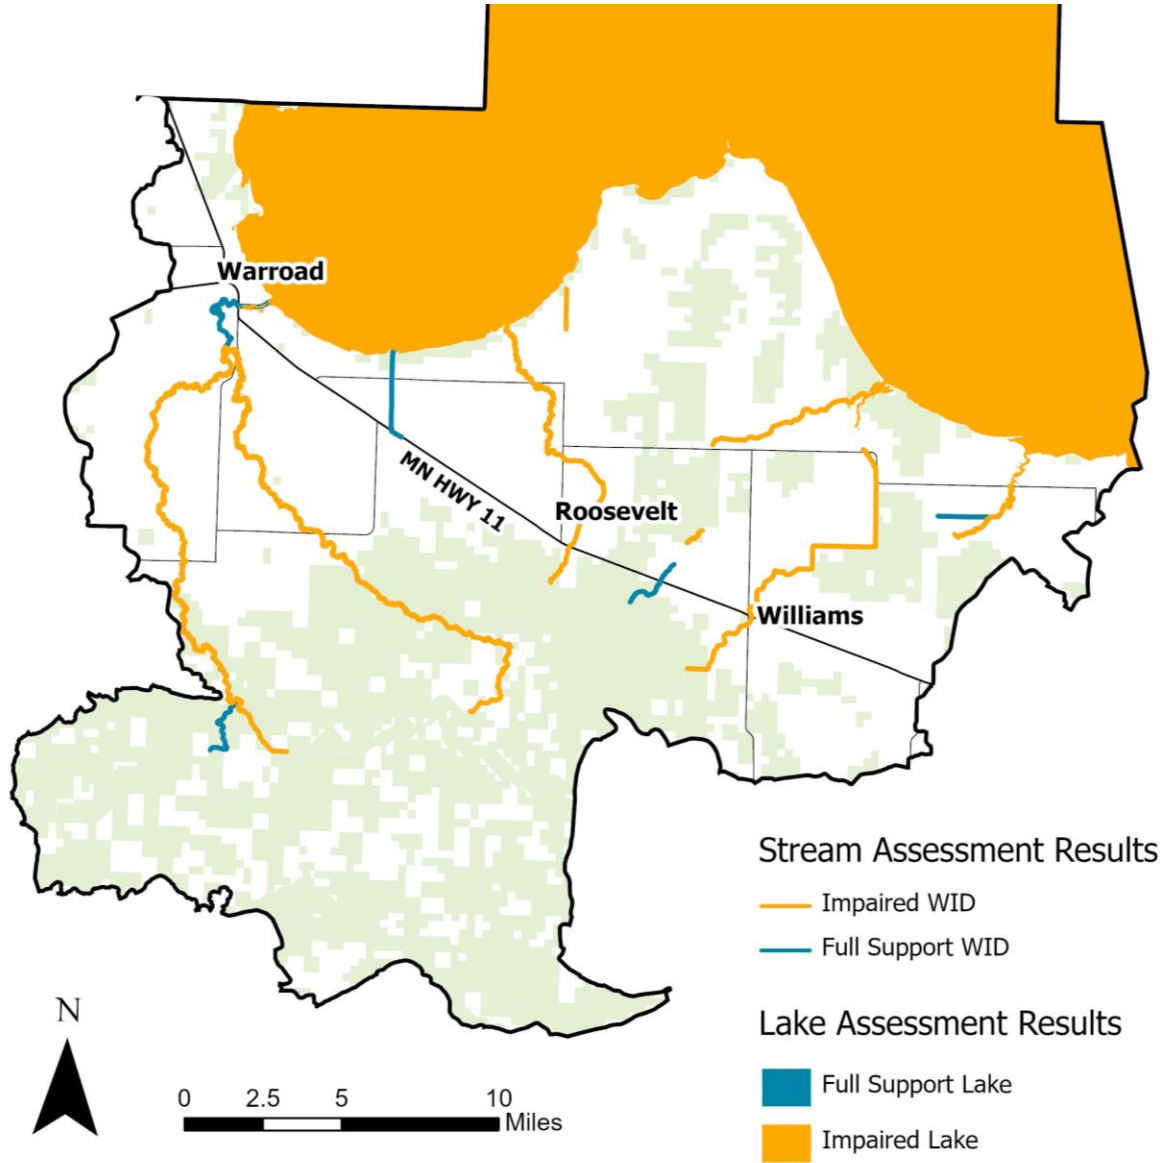 Warroad
MN HWY 11
Roosevelt
Williams
Stream Assessment Results
Impaired WID
Full Support WID
Lake Assessment Results
Full Support Lake
Impaired Lake
N
0 2.5 5 10
Miles